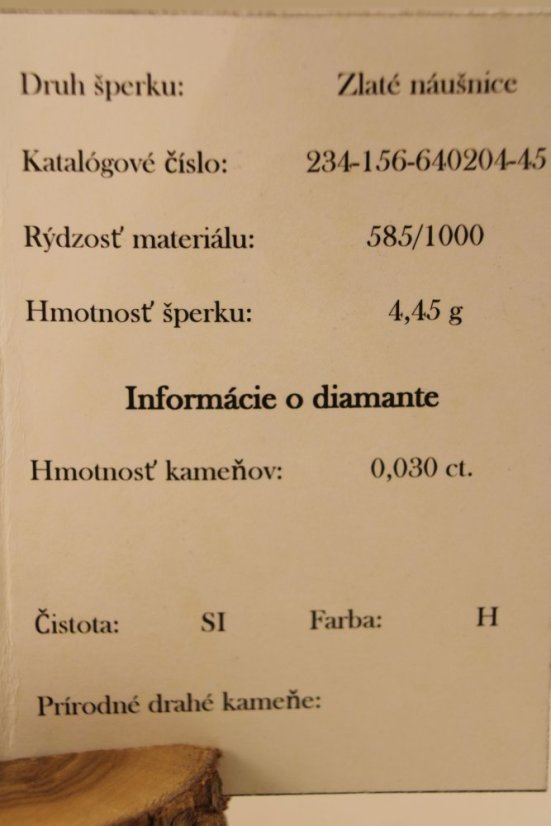 Druh šperku: Zlaté náušnice
Katalógové číslo: 234-156-640204-45
Rýdzosť materiálu: 585/1000
Hmotnosť šperku: 4,45 g
Informácie o diamante
Hmotnosť kameňov: 0,030 ct.
Čistota: SI Farba: H
Prírodné drahé kameňe: